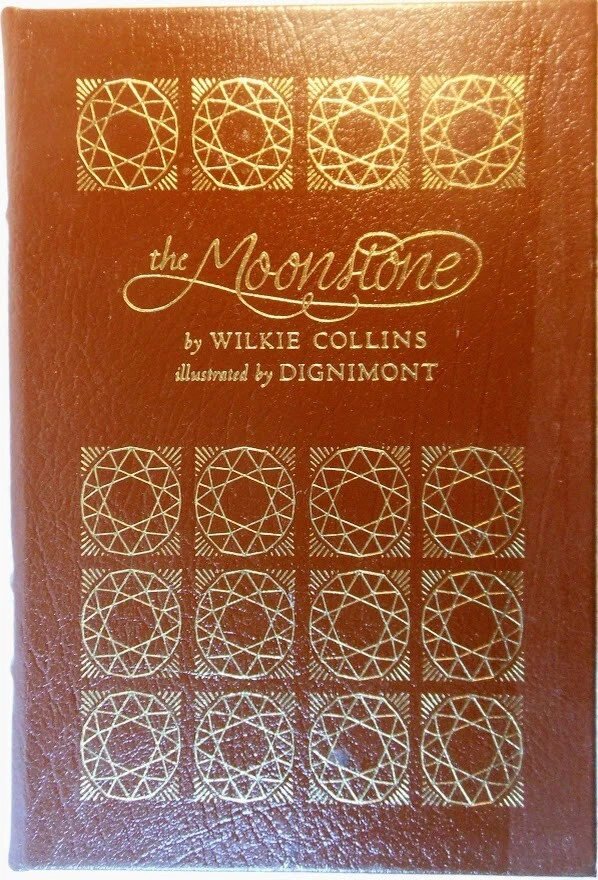 the Moonstone
by WILKIE COLLINS
illustrated by DIGNIMONT